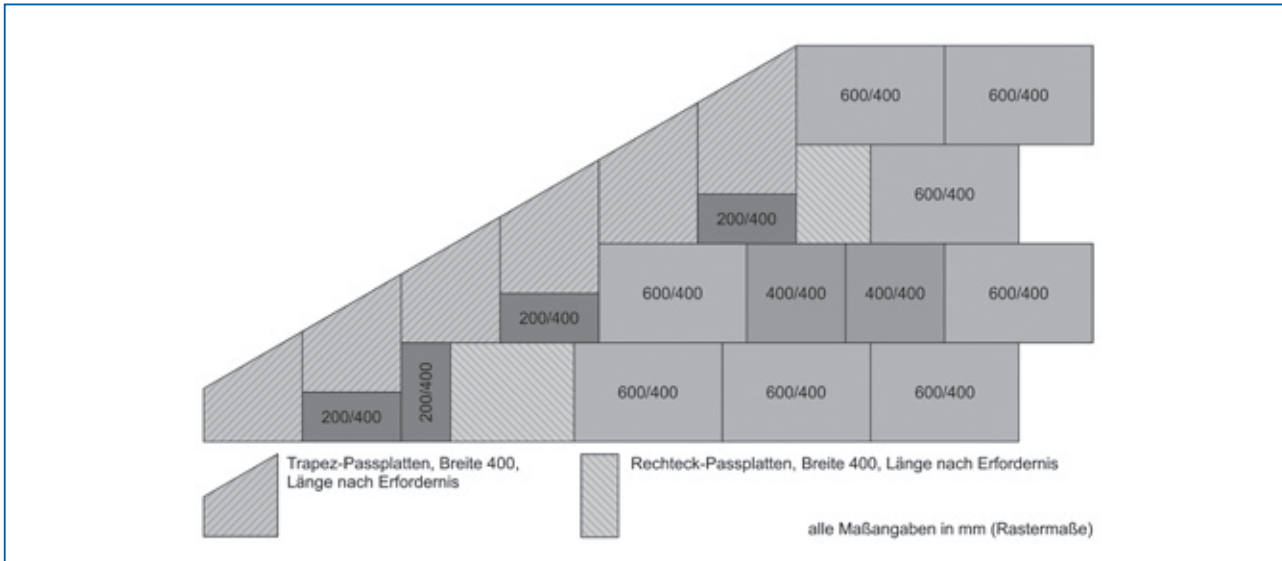 600/400 600/400
600/400
200/400
600/400 400/400 400/400 600/400
200/400
200/400
600/400 600/400 600/400
200/400
Trapez-Passplatten, Breite 400,
Länge nach Erfordernis
Rechteck-Passplatten, Breite 400, Länge nach Erfordernis
alle Maßangaben in mm (Rastermaße)